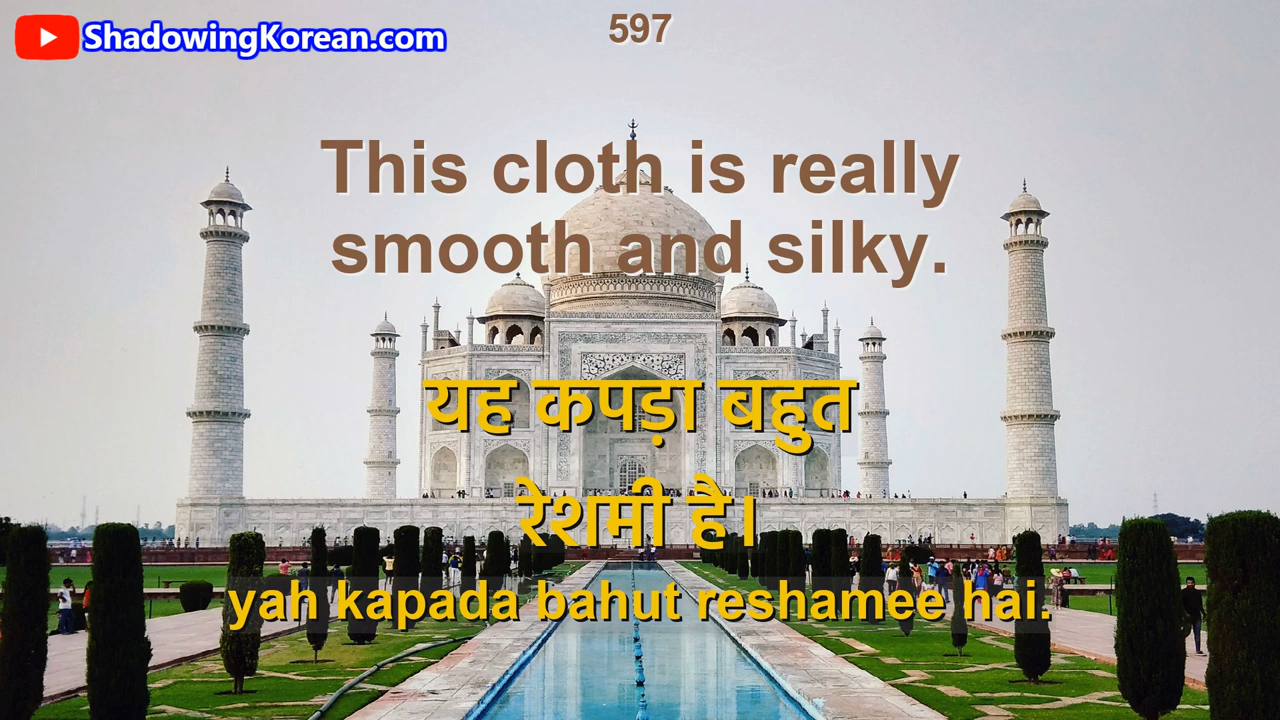 ShadowingKorean.com
597
This cloth is really
smooth and silky.
यह कपड़ा बहुत
रेशमी है।
yah kapada bahut reshamee hai.